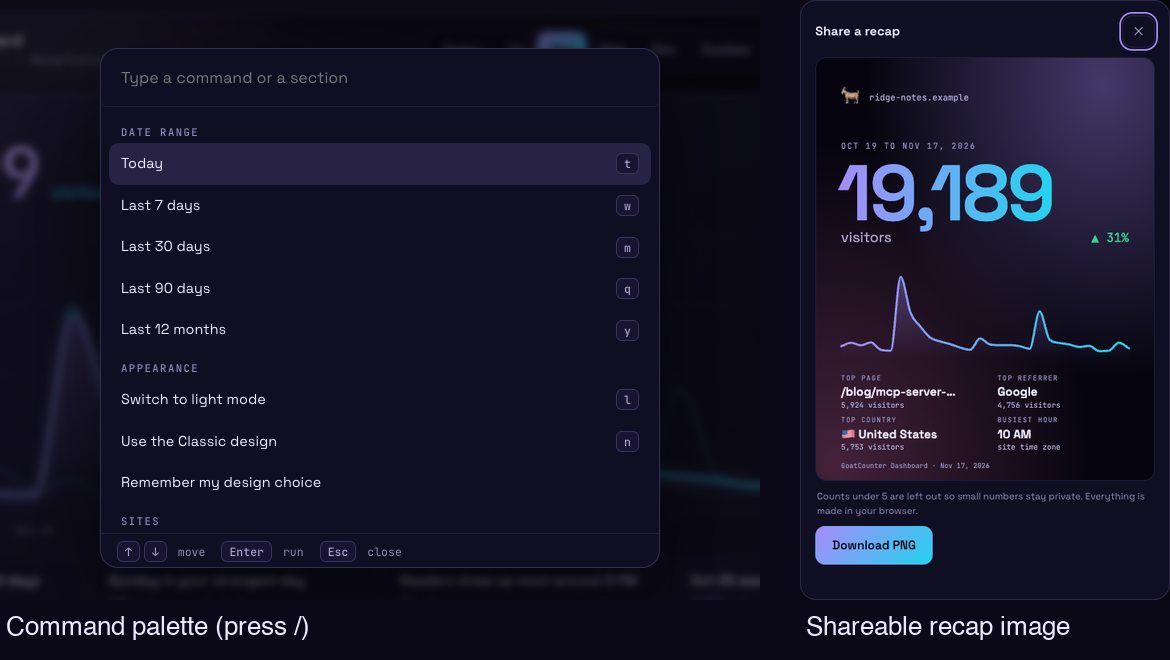 Type a command or a section
DATE RANGE
Today t
Last 7 days w
Last 30 days m
Last 90 days q
Last 12 months y
APPEARANCE
Switch to light mode l
Use the Classic design n
Remember my design choice
SITES
↑ ↓ move Enter run Esc close
Command palette (press /)
Share a recap
ridge-notes.example
OCT 19 TO NOV 17, 2026
19,189
visitors ▲ 31%
TOP PAGE
/blog/mcp-server-…
5,924 visitors
TOP REFERRER
Google
4,756 visitors
TOP COUNTRY
🇺🇸 United States
5,753 visitors
BUSIEST HOUR
10 AM
site time zone
GoatCounter Dashboard · Nov 17, 2026
Counts under 5 are left out so small numbers stay private. Everything is
made in your browser.
Download PNG
Shareable recap image